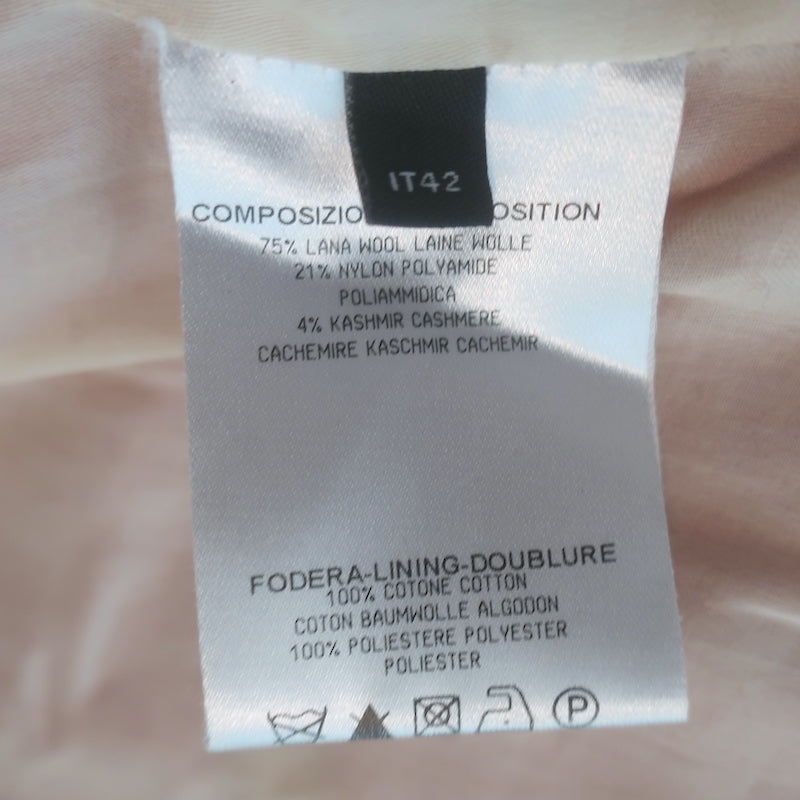 IT42
COMPOSIZIO OSITION
75% LANA WOOL LAINE WOLLE
21% NYLON POLYAMIDE
POLIAMMIDICA
4% KASHMIR CASHMERE
CACHEMIRE KASCHMIR CACHEMIR
FODERA-LINING-DOUBLURE
100% COTONE COTTON
COTON BAUMWOLLE ALGODON
100% POLIESTERE POLYESTER
POLIESTER
P